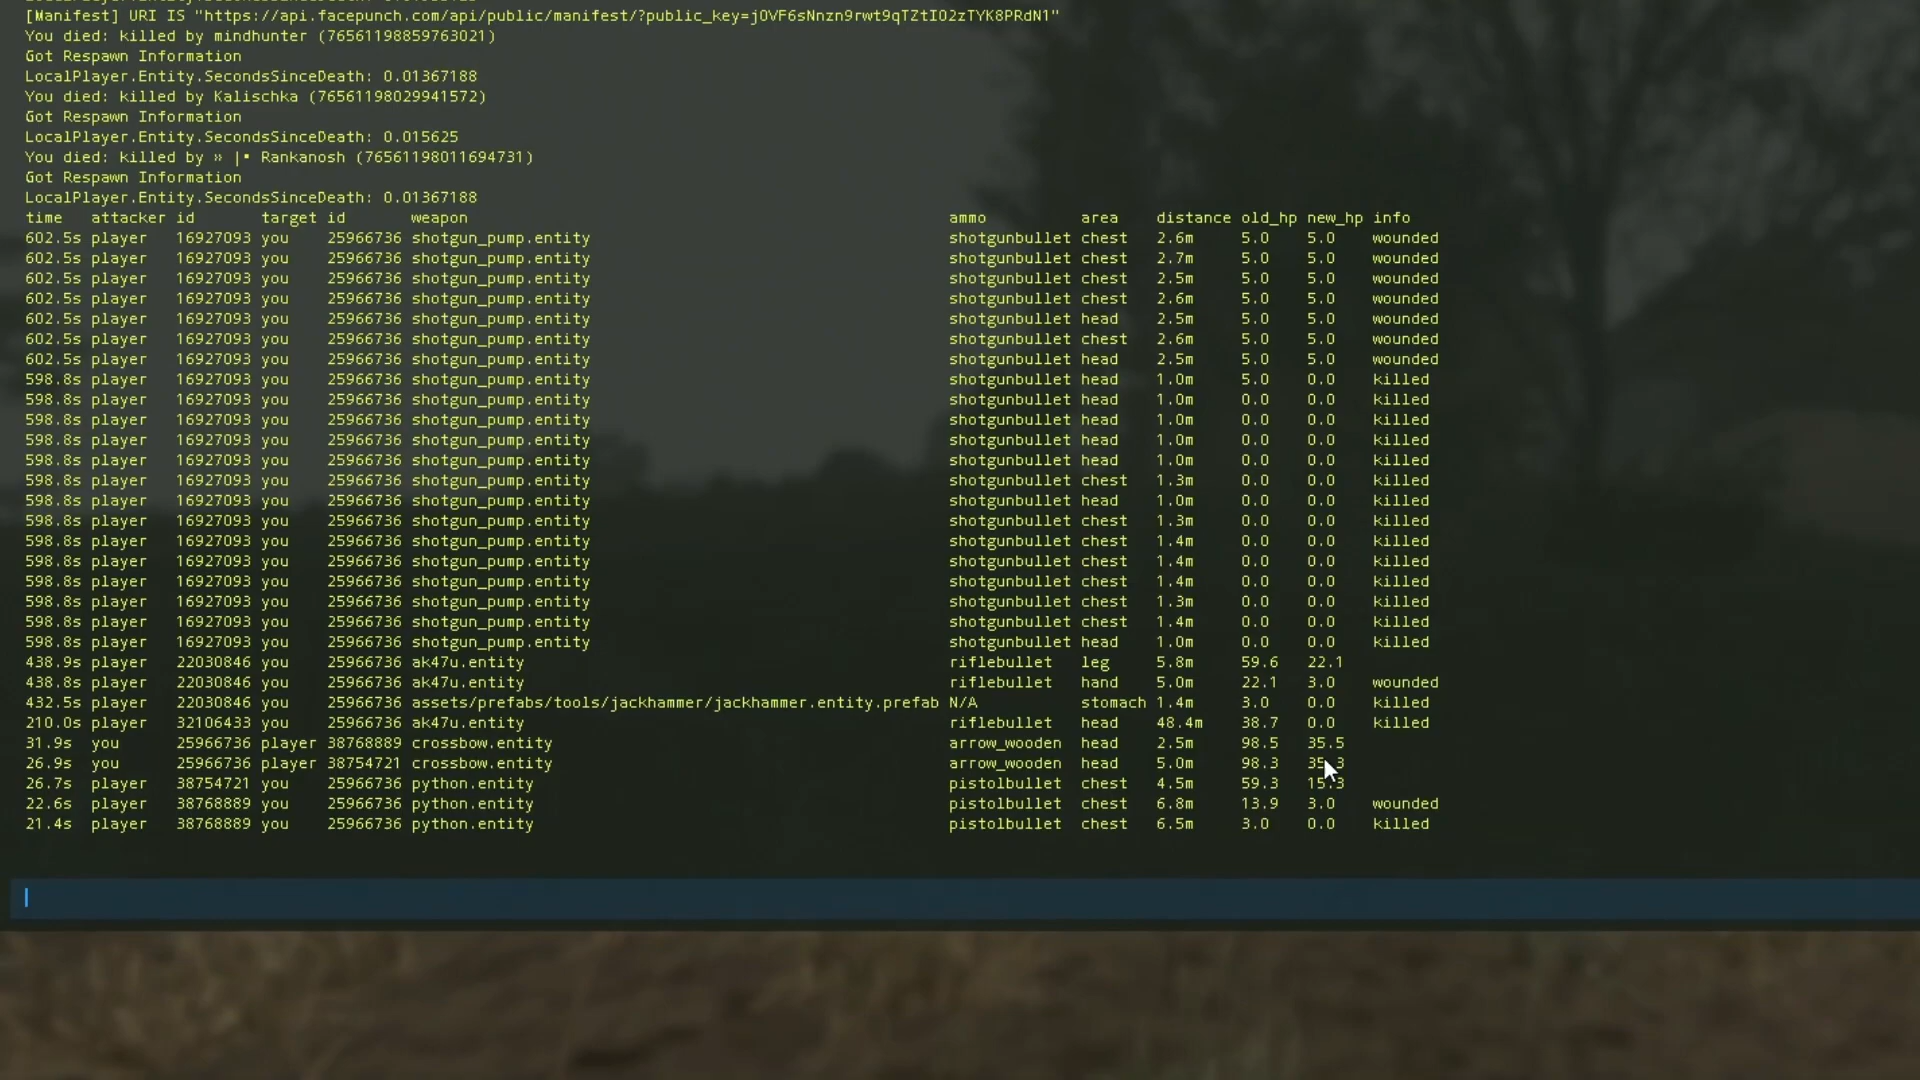 [Manifest] URI IS "https://api.facepunch.com/api/public/manifest/?public_key=j0VF6sNnzn9rwt9qTZtI02zTYK8PRdN1"
You died: killed by mindhunter (76561198859763021)
Got Respawn Information
LocalPlayer.Entity.SecondsSinceDeath: 0.01367188
You died: killed by Kalischka (76561198029941572)
Got Respawn Information
LocalPlayer.Entity.SecondsSinceDeath: 0.015625
You died: killed by » |• Rankanosh (76561198011694731)
Got Respawn Information
LocalPlayer.Entity.SecondsSinceDeath: 0.01367188
time attacker id target id weapon ammo area distance old_hp new_hp info
602.5s player 16927093 you 25966736 shotgun_pump.entity shotgunbullet chest 2.6m 5.0 5.0 wounded
602.5s player 16927093 you 25966736 shotgun_pump.entity shotgunbullet chest 2.7m 5.0 5.0 wounded
602.5s player 16927093 you 25966736 shotgun_pump.entity shotgunbullet chest 2.5m 5.0 5.0 wounded
602.5s player 16927093 you 25966736 shotgun_pump.entity shotgunbullet chest 2.6m 5.0 5.0 wounded
602.5s player 16927093 you 25966736 shotgun_pump.entity shotgunbullet head 2.5m 5.0 5.0 wounded
602.5s player 16927093 you 25966736 shotgun_pump.entity shotgunbullet chest 2.6m 5.0 5.0 wounded
602.5s player 16927093 you 25966736 shotgun_pump.entity shotgunbullet head 2.5m 5.0 5.0 wounded
598.8s player 16927093 you 25966736 shotgun_pump.entity shotgunbullet head 1.0m 5.0 0.0 killed
598.8s player 16927093 you 25966736 shotgun_pump.entity shotgunbullet head 1.0m 0.0 0.0 killed
598.8s player 16927093 you 25966736 shotgun_pump.entity shotgunbullet head 1.0m 0.0 0.0 killed
598.8s player 16927093 you 25966736 shotgun_pump.entity shotgunbullet head 1.0m 0.0 0.0 killed
598.8s player 16927093 you 25966736 shotgun_pump.entity shotgunbullet head 1.0m 0.0 0.0 killed
598.8s player 16927093 you 25966736 shotgun_pump.entity shotgunbullet chest 1.3m 0.0 0.0 killed
598.8s player 16927093 you 25966736 shotgun_pump.entity shotgunbullet head 1.0m 0.0 0.0 killed
598.8s player 16927093 you 25966736 shotgun_pump.entity shotgunbullet chest 1.3m 0.0 0.0 killed
598.8s player 16927093 you 25966736 shotgun_pump.entity shotgunbullet chest 1.4m 0.0 0.0 killed
598.8s player 16927093 you 25966736 shotgun_pump.entity shotgunbullet chest 1.4m 0.0 0.0 killed
598.8s player 16927093 you 25966736 shotgun_pump.entity shotgunbullet chest 1.4m 0.0 0.0 killed
598.8s player 16927093 you 25966736 shotgun_pump.entity shotgunbullet chest 1.3m 0.0 0.0 killed
598.8s player 16927093 you 25966736 shotgun_pump.entity shotgunbullet chest 1.4m 0.0 0.0 killed
598.8s player 16927093 you 25966736 shotgun_pump.entity shotgunbullet head 1.0m 0.0 0.0 killed
438.9s player 22030846 you 25966736 ak47u.entity riflebullet leg 5.8m 59.6 22.1
438.8s player 22030846 you 25966736 ak47u.entity riflebullet hand 5.0m 22.1 3.0 wounded
432.5s player 22030846 you 25966736 assets/prefabs/tools/jackhammer/jackhammer.entity.prefab N/A stomach 1.4m 3.0 0.0 killed
210.0s player 32106433 you 25966736 ak47u.entity riflebullet head 48.4m 38.7 0.0 killed
31.9s you 25966736 player 38768889 crossbow.entity arrow_wooden head 2.5m 98.5 35.5
26.9s you 25966736 player 38754721 crossbow.entity arrow_wooden head 5.0m 98.3
26.7s player 38754721 you 25966736 python.entity pistolbullet chest 4.5m 59.3 15.3
22.6s player 38768889 you 25966736 python.entity pistolbullet chest 6.8m 13.9 3.0 wounded
21.4s player 38768889 you 25966736 python.entity pistolbullet chest 6.5m 3.0 0.0 killed